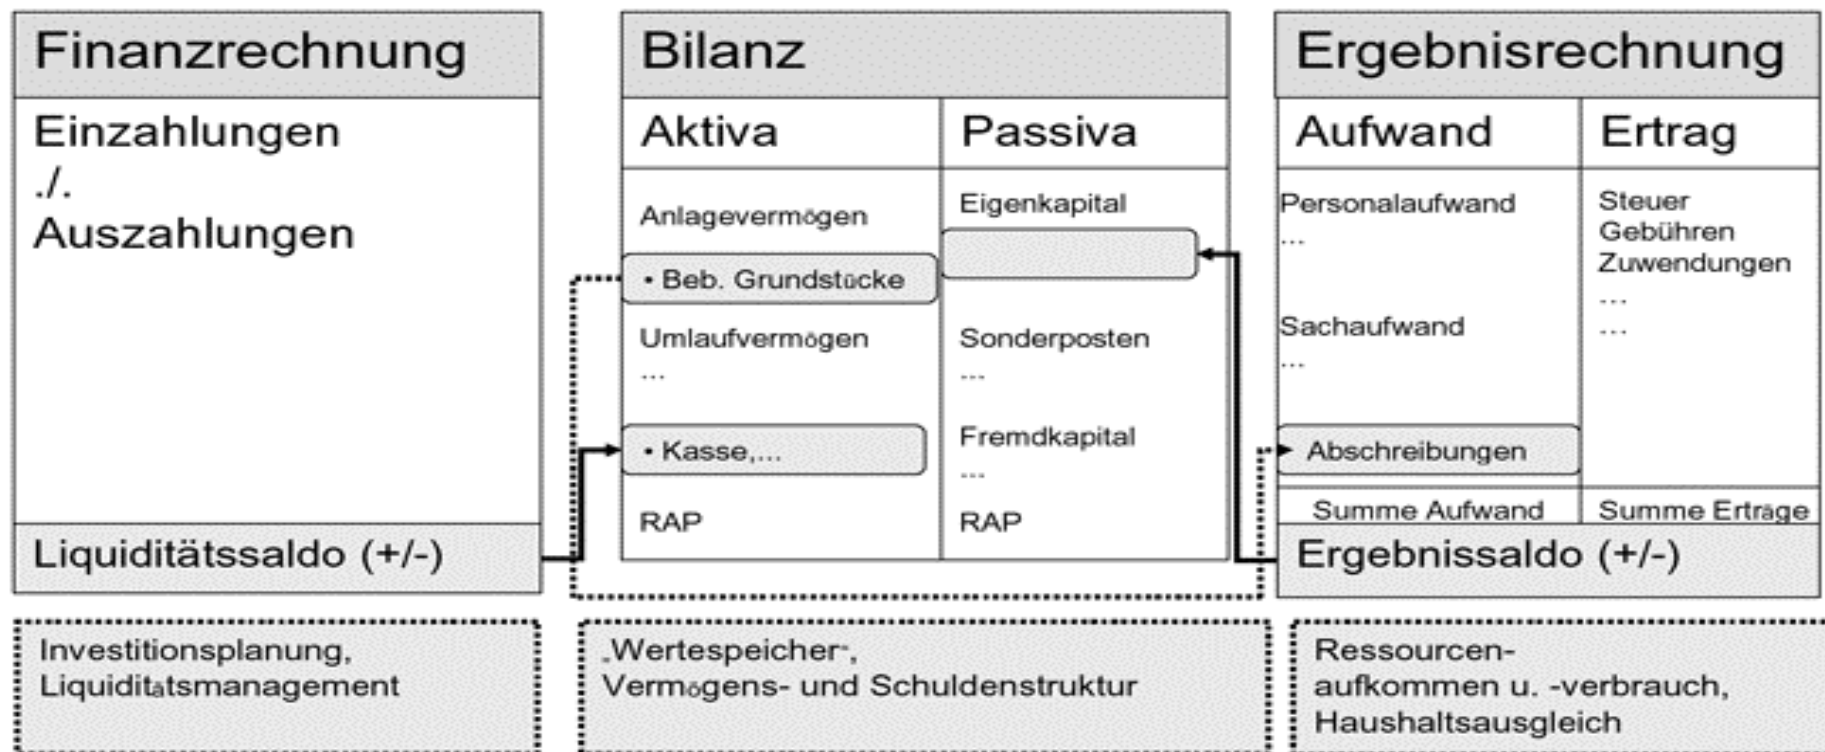 Finanzrechnung
Einzahlungen
./.
Auszahlungen
Liquiditätssaldo (+/-)
Investitionsplanung,
Liquiditätsmanagement
Bilanz
Aktiva
Anlagevermögen
• Beb. Grundstücke
Umlaufvermögen
...
• Kasse,...
RAP
Passiva
Eigenkapital
Sonderposten
...
Fremdkapital
...
RAP
„Wertespeicher“,
Vermögens- und Schuldenstruktur
Ergebnisrechnung
Aufwand
Personalaufwand
...
Sachaufwand
...
Abschreibungen
Summe Aufwand
Ertrag
Steuer
Gebühren
Zuwendungen
...
...
Summe Erträge
Ergebnissaldo (+/-)
Ressourcen-
aufkommen u. -verbrauch,
Haushaltsausgleich